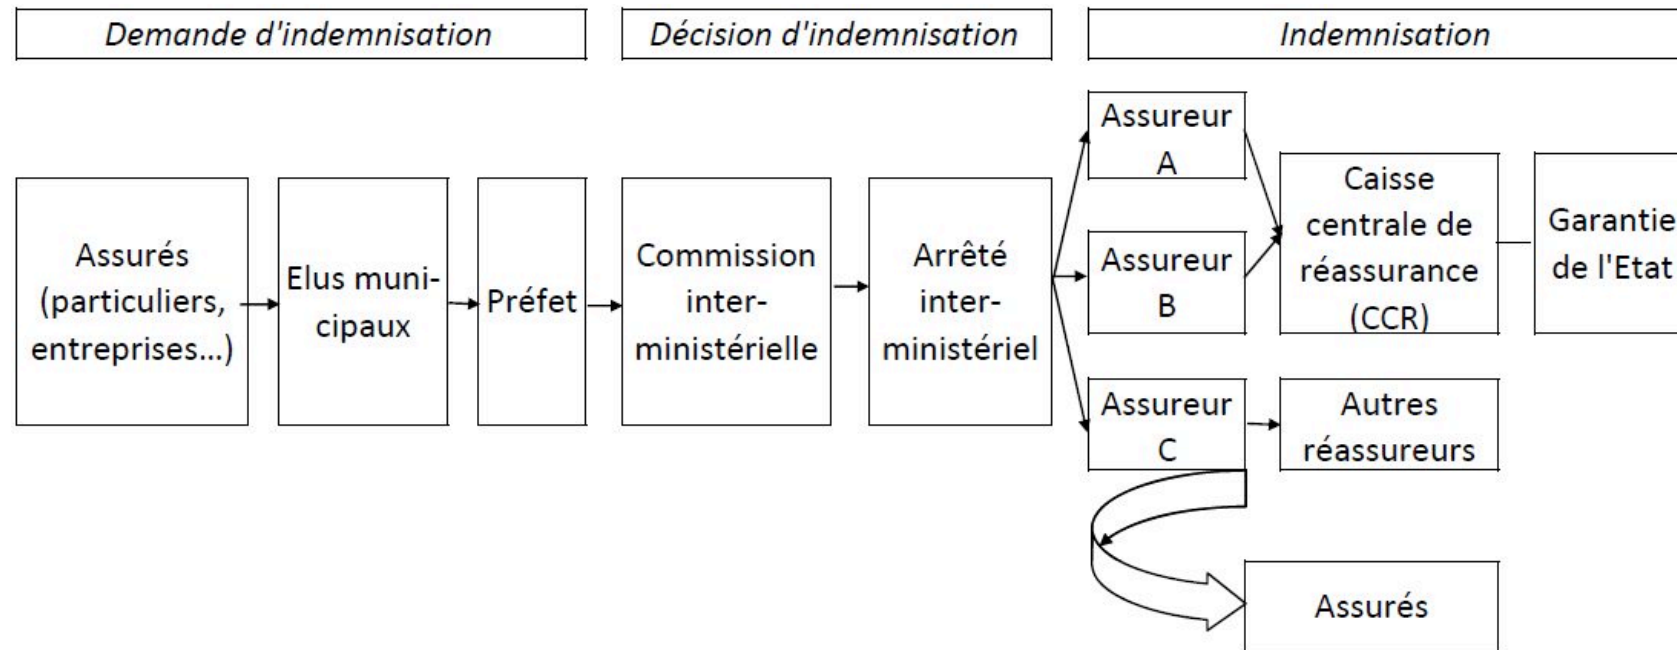 Demande d'indemnisation
Décision d'indemnisation
Indemnisation
Assurés
(particuliers,
entreprises...)
Elus muni-
cipaux
Préfet
Commission
inter-
ministérielle
Arrêté
inter-
ministériel
Assureur
A
Assureur
B
Assureur
C
Caisse
centrale de
réassurance
(CCR)
Garantie
de l'Etat
Autres
réassureurs
Assurés